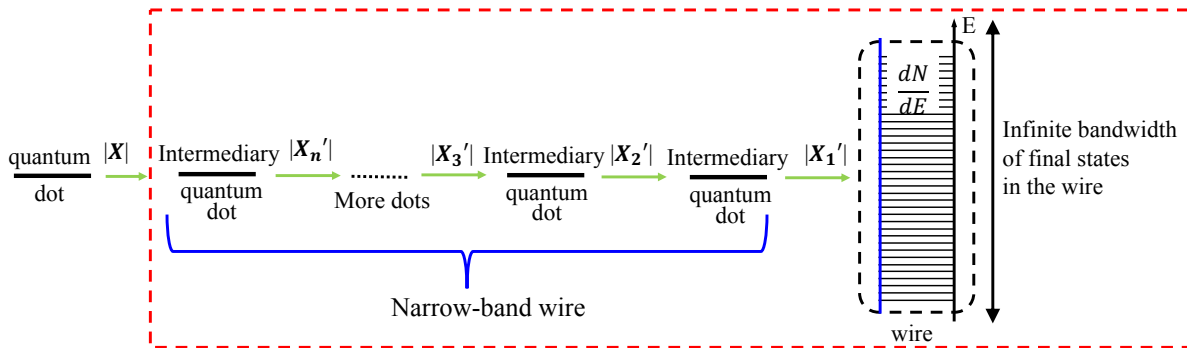 quantum
dot
|X|
Intermediary
quantum
dot
|Xₙ'|
........
More dots
|X₃'|
Intermediary
quantum
dot
|X₂'|
Intermediary
quantum
dot
|X₁'|
Narrow-band wire
E
dN
dE
wire
Infinite bandwidth
of final states
in the wire